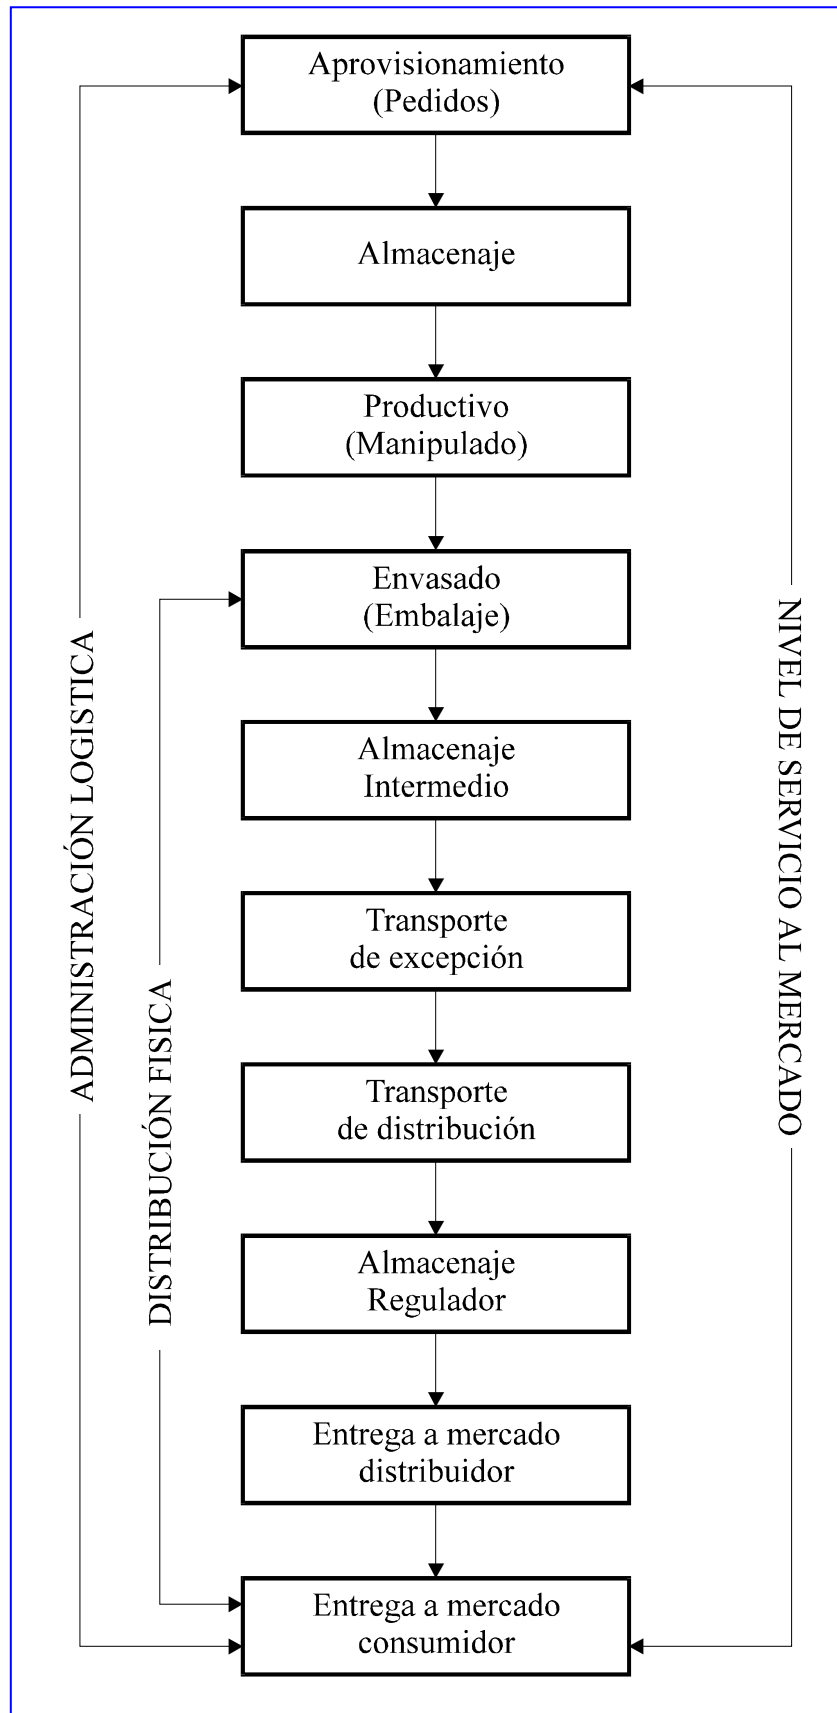 Aprovisionamiento
(Pedidos)
Almacenaje
Productivo
(Manipulado)
Envasado
(Embalaje)
Almacenaje
Intermedio
Transporte
de excepción
Transporte
de distribución
Almacenaje
Regulador
Entrega a mercado
distribuidor
Entrega a mercado
consumidor
ADMINISTRACIÓN LOGISTICA
DISTRIBUCIÓN FISICA
NIVEL DE SERVICIO AL MERCADO